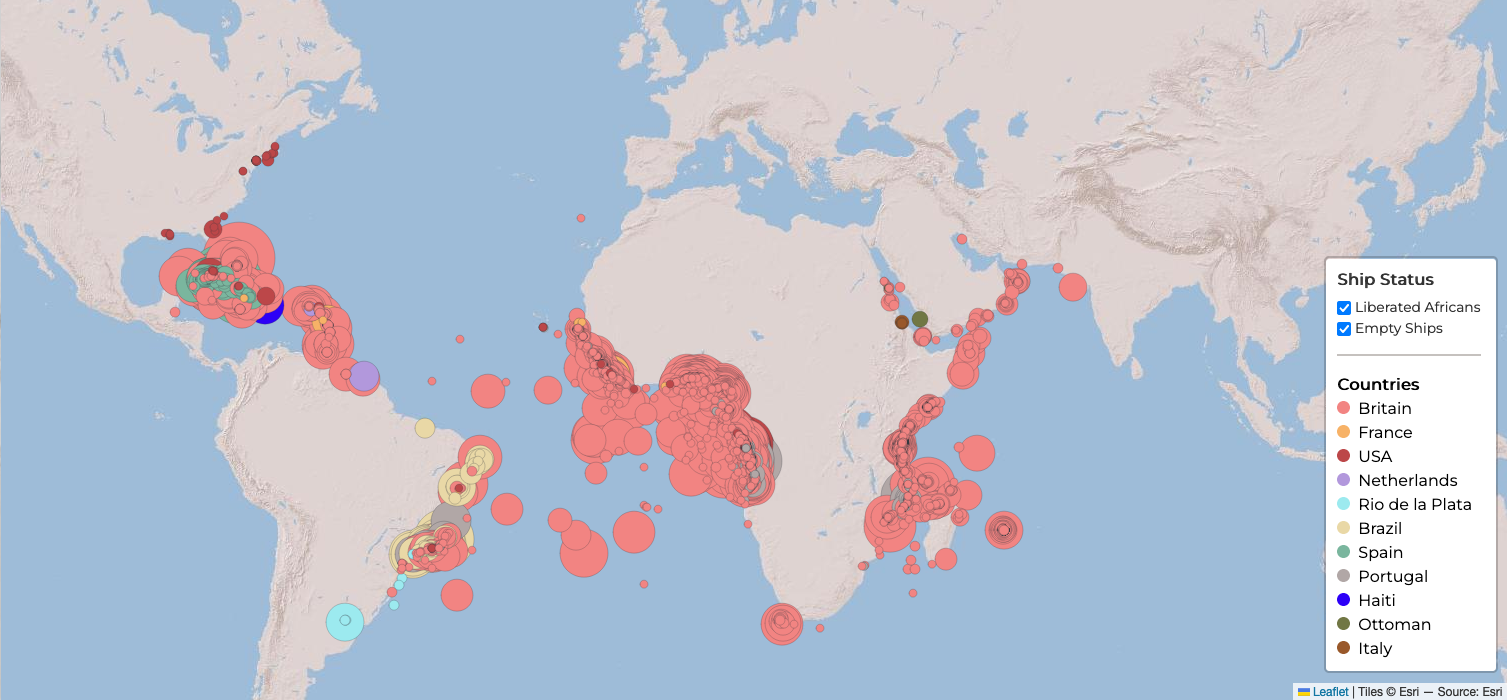 Ship Status
Liberated Africans
Empty Ships
Countries
Britain
France
USA
Netherlands
Rio de la Plata
Brazil
Spain
Portugal
Haiti
Ottoman
Italy
Leaflet | Tiles © Esri — Source: Esri